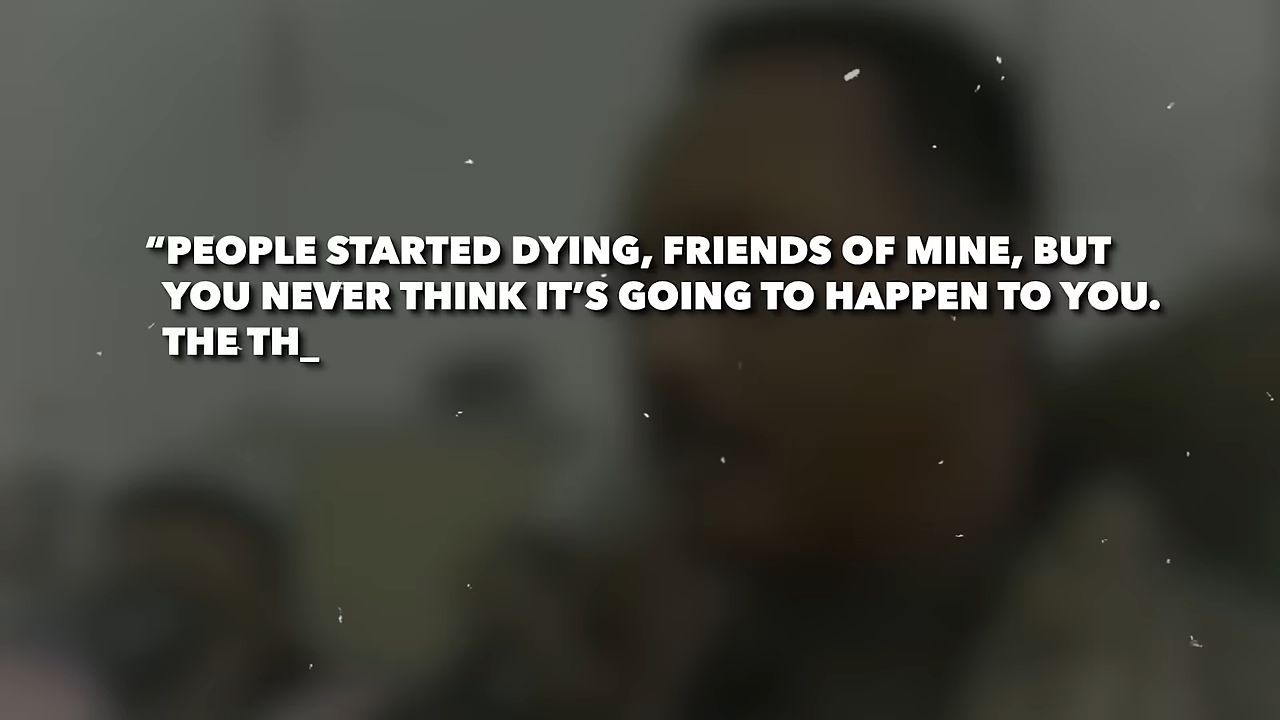 “PEOPLE STARTED DYING, FRIENDS OF MINE, BUT
YOU NEVER THINK IT’S GOING TO HAPPEN TO YOU.
THE TH_